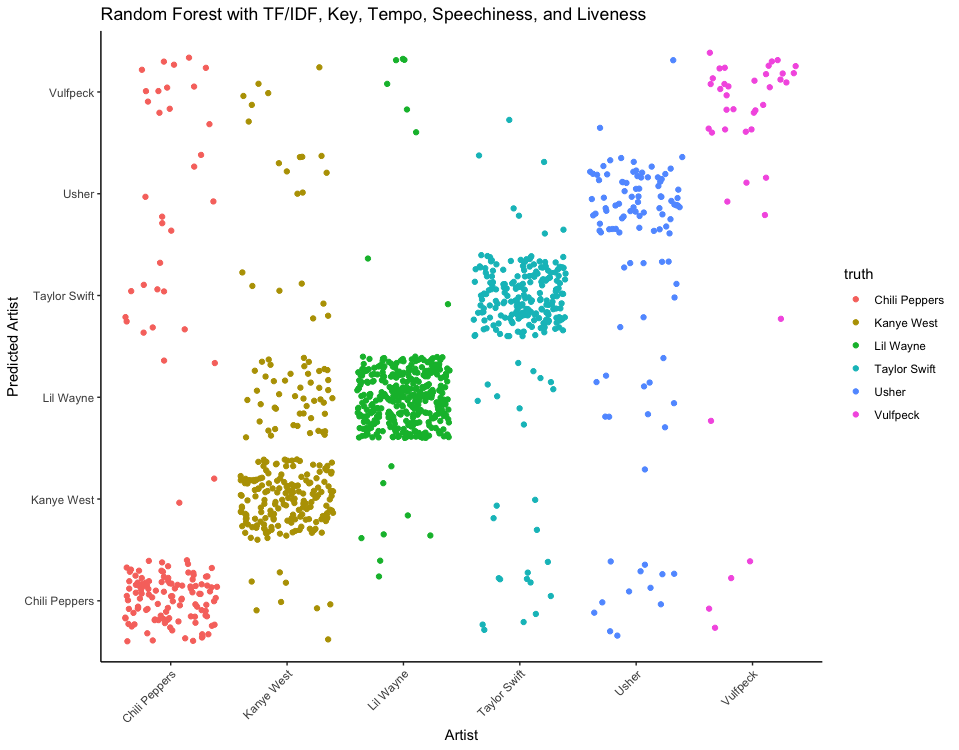 Random Forest with TF/IDF, Key, Tempo, Speechiness, and Liveness
Predicted Artist
Vulfpeck
Usher
Taylor Swift
Lil Wayne
Kanye West
Chili Peppers
Chili Peppers
Kanye West
Lil Wayne
Taylor Swift
Usher
Vulfpeck
Artist
truth
Chili Peppers
Kanye West
Lil Wayne
Taylor Swift
Usher
Vulfpeck